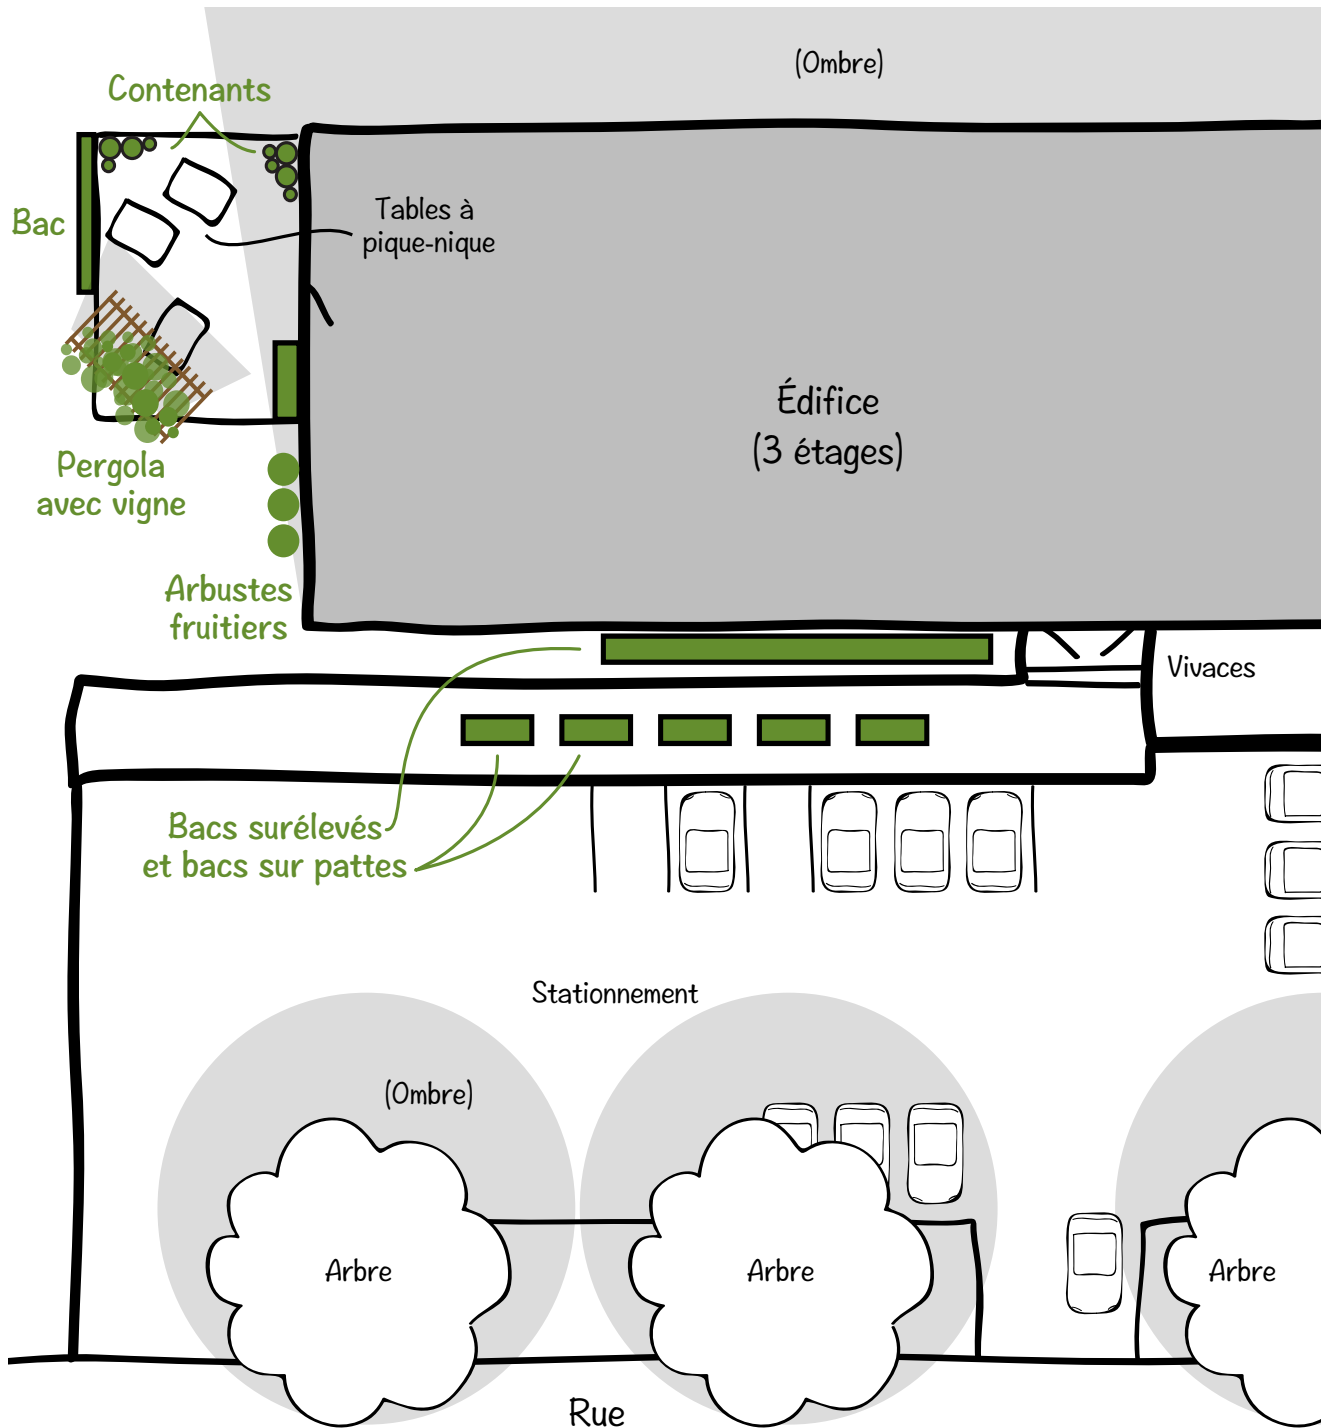 (Ombre)
Contenants
Bac
Tables à
pique-nique
Édifice
(3 étages)
Pergola
avec vigne
Arbustes
fruitiers
Vivaces
Bacs surélevés
et bacs sur pattes
Stationnement
(Ombre)
Arbre
Arbre
Arbre
Rue